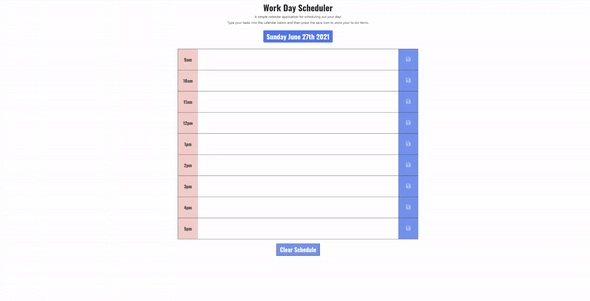 Work Day Scheduler
A simple calendar application for scheduling out your day!
Type your tasks into the calendar below and then press the save icon to store your to-do items.
Sunday June 27th 2021
9am
10am
11am
12pm
1pm
2pm
3pm
4pm
5pm
Clear Schedule